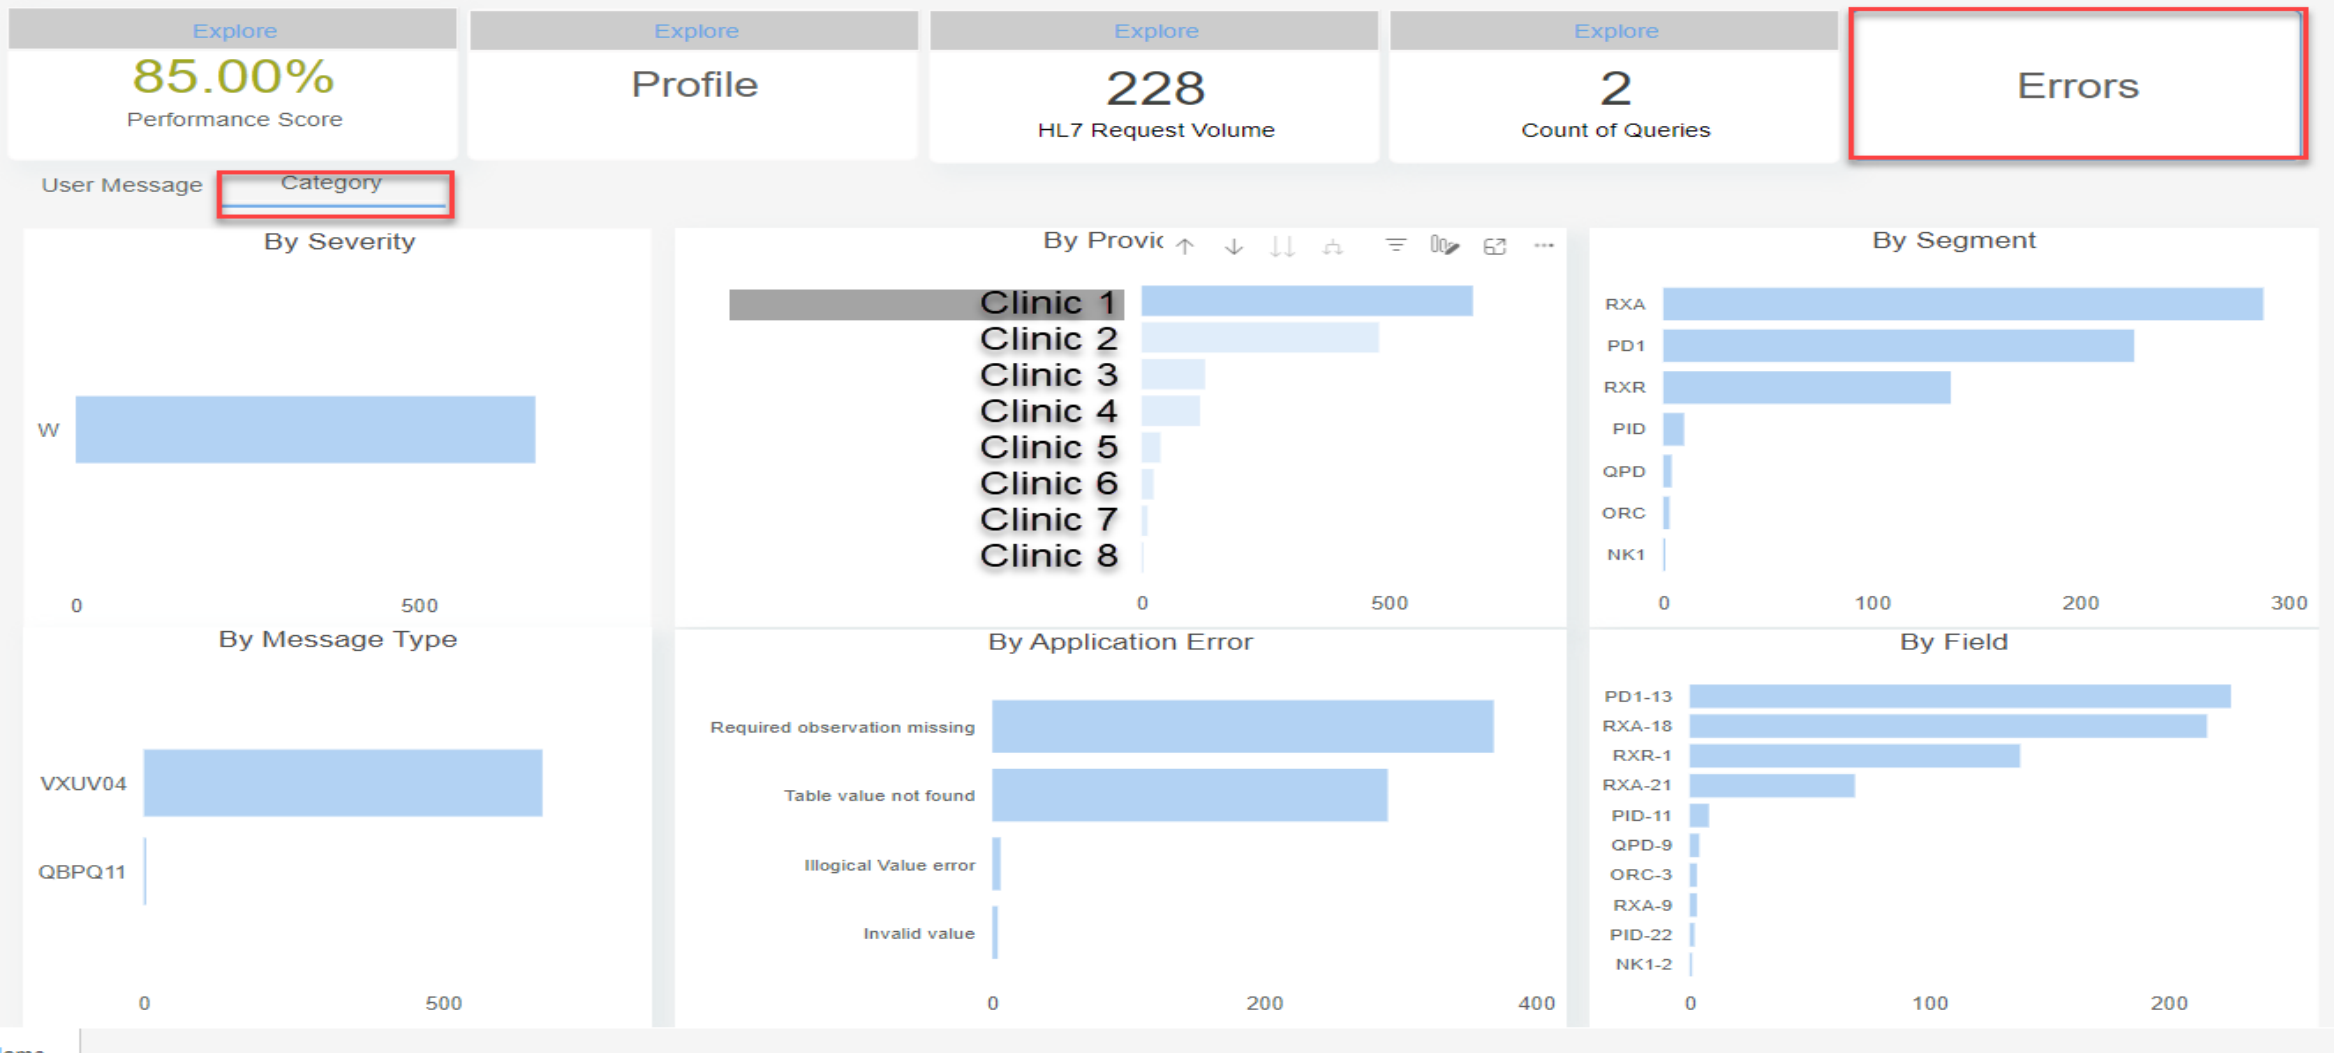 Explore
85.00%
Performance Score
Explore
Profile
Explore
228
HL7 Request Volume
Explore
2
Count of Queries
Errors
User Message
Category
By Severity
W
0 500
By Provic
Clinic 1
Clinic 2
Clinic 3
Clinic 4
Clinic 5
Clinic 6
Clinic 7
Clinic 8
0 500
By Segment
RXA
PD1
RXR
PID
QPD
ORC
NK1
0 100 200 300
By Message Type
VXUV04
QBPQ11
0 500
By Application Error
Required observation missing
Table value not found
Illogical Value error
Invalid value
0 200 400
By Field
PD1-13
RXA-18
RXR-1
RXA-21
PID-11
QPD-9
ORC-3
RXA-9
PID-22
NK1-2
0 100 200